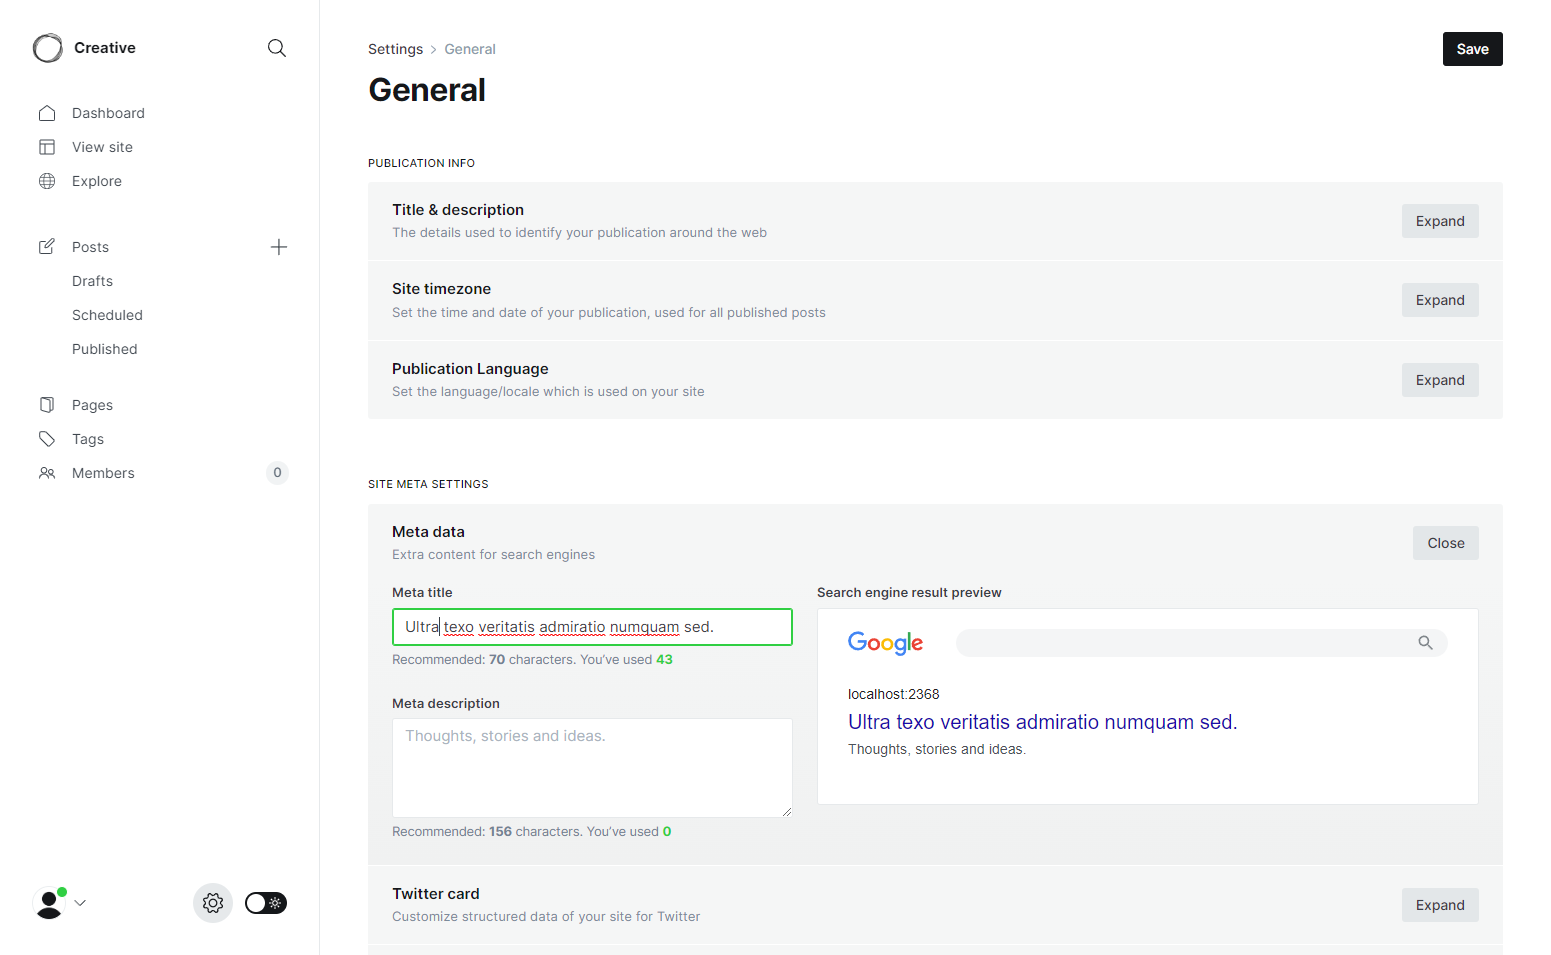 Creative
Dashboard
View site
Explore
Posts
Drafts
Scheduled
Published
Pages
Tags
Members 0
Settings General
Save
General
PUBLICATION INFO
Title & description
The details used to identify your publication around the web
Expand
Site timezone
Set the time and date of your publication, used for all published posts
Expand
Publication Language
Set the language/locale which is used on your site
Expand
SITE META SETTINGS
Meta data
Extra content for search engines
Close
Meta title
Ultra texo veritatis admiratio numquam sed.
Recommended: 70 characters. You've used 43
Meta description
Thoughts, stories and ideas.
Recommended: 156 characters. You've used 0
Search engine result preview
Google
localhost:2368
Ultra texo veritatis admiratio numquam sed.
Thoughts, stories and ideas.
Twitter card
Customize structured data of your site for Twitter
Expand